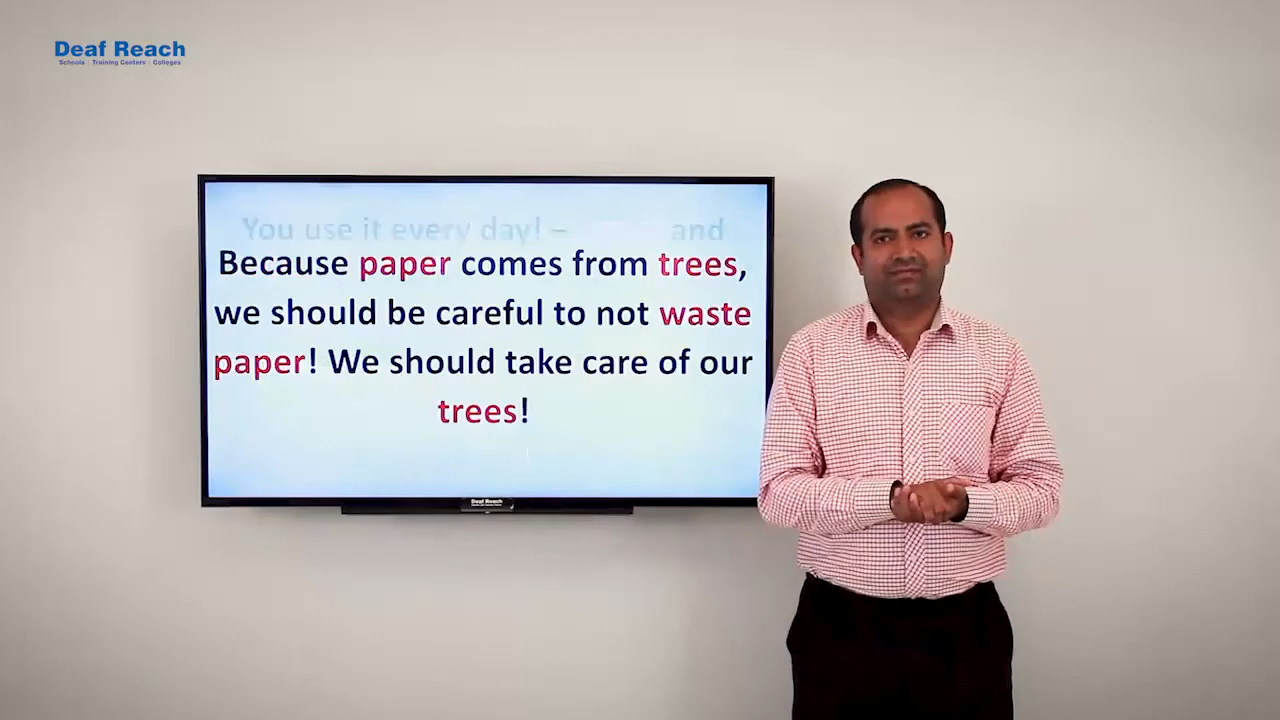 Deaf Reach
Schools | Training Centers | Colleges
You use it every day! – and
Because paper comes from trees,
we should be careful to not waste
paper! We should take care of our
trees!
Deaf Reach